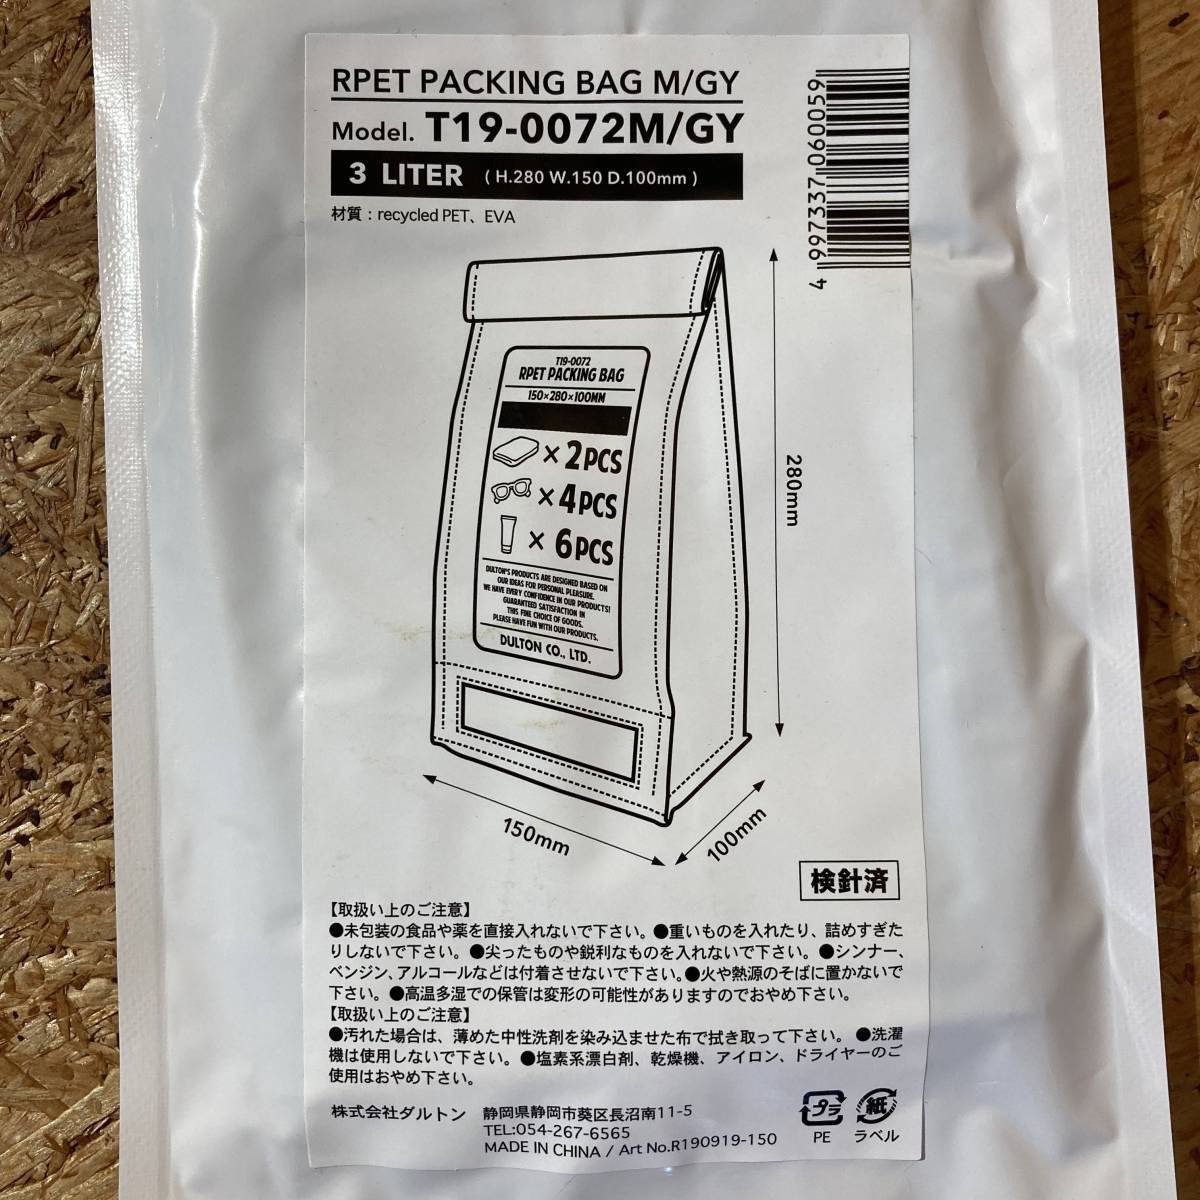 RPET PACKING BAG M/GY
Model. T19-0072M/GY
3 LITER ( H.280 W.150 D.100mm )
材質：recycled PET、EVA
4 997337 060059
T19-0072
RPET PACKING BAG
150×280×100MM
×2PCS
×4PCS
×6PCS
DULTON'S PRODUCTS ARE DESIGNED BASED ON
OUR IDEAS FOR PERSONAL PLEASURE.
WE HAVE EVERY CONFIDENCE IN OUR PRODUCTS!
GUARANTEED SATISFACTION IN
THIS FINE CHOICE OF GOODS.
PLEASE HAVE FUN WITH OUR PRODUCTS.
DULTON CO., LTD.
280mm
150mm
100mm
検針済
【取扱い上のご注意】
●未包装の食品や薬を直接入れないで下さい。●重いものを入れたり、詰めすぎた
りしないで下さい。●尖ったものや鋭利なものを入れないで下さい。●シンナー、
ベンジン、アルコールなどは付着させないで下さい。●火や熱源のそばに置かないで
下さい。●高温多湿での保管は変形の可能性がありますのでおやめ下さい。
【取扱い上のご注意】
●汚れた場合は、薄めた中性洗剤を染み込ませた布で拭き取って下さい。●洗濯
機は使用しないで下さい。●塩素系漂白剤、乾燥機、アイロン、ドライヤーのご
使用はおやめ下さい。
株式会社ダルトン 静岡県静岡市葵区長沼南11-5
TEL:054-267-6565
MADE IN CHINA / Art No.R190919-150
プラ
PE
紙
ラベル